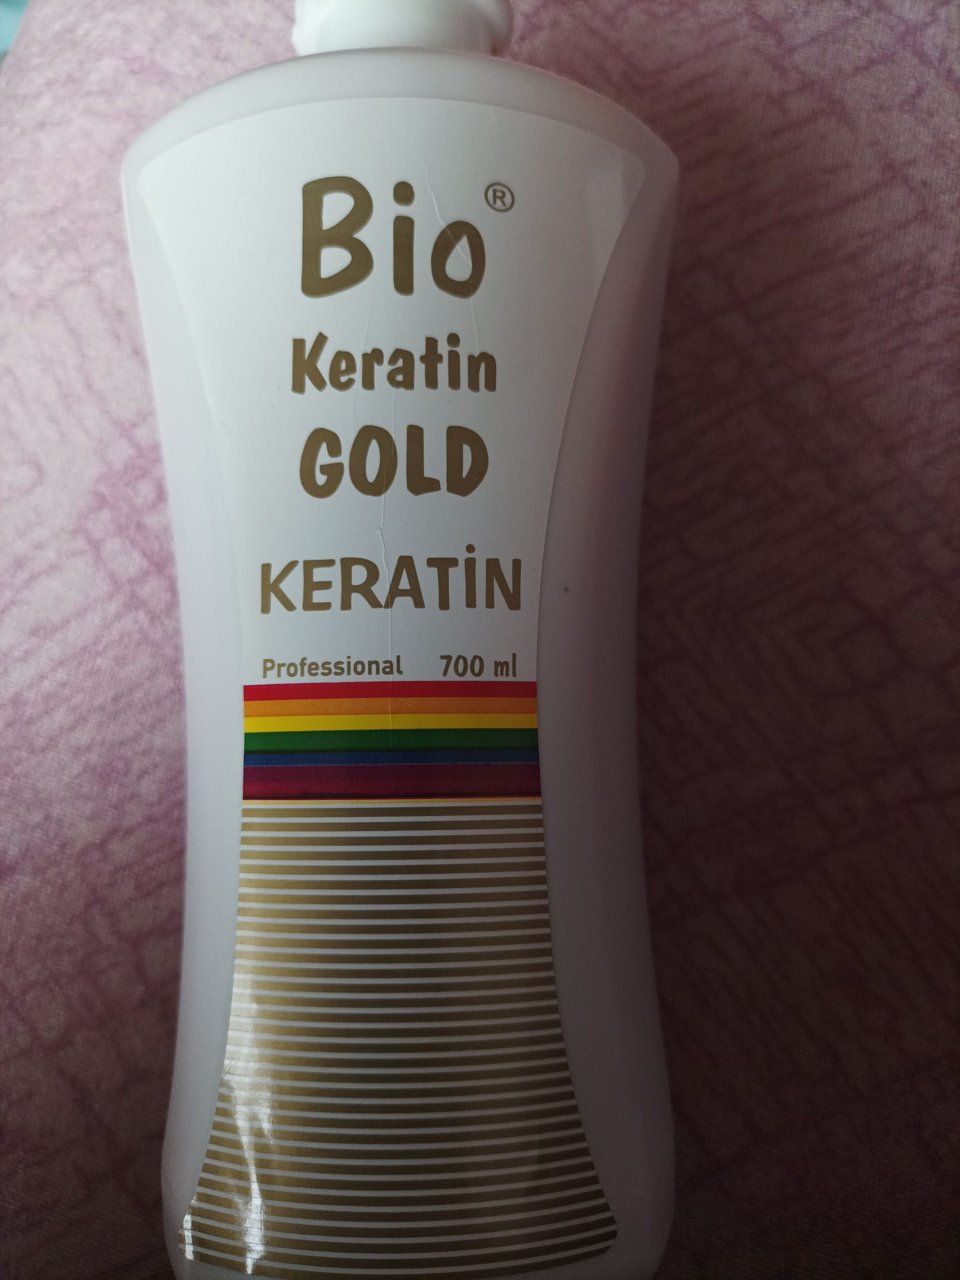 Bio®
Keratin
GOLD
KERATİN
Professional 700 ml